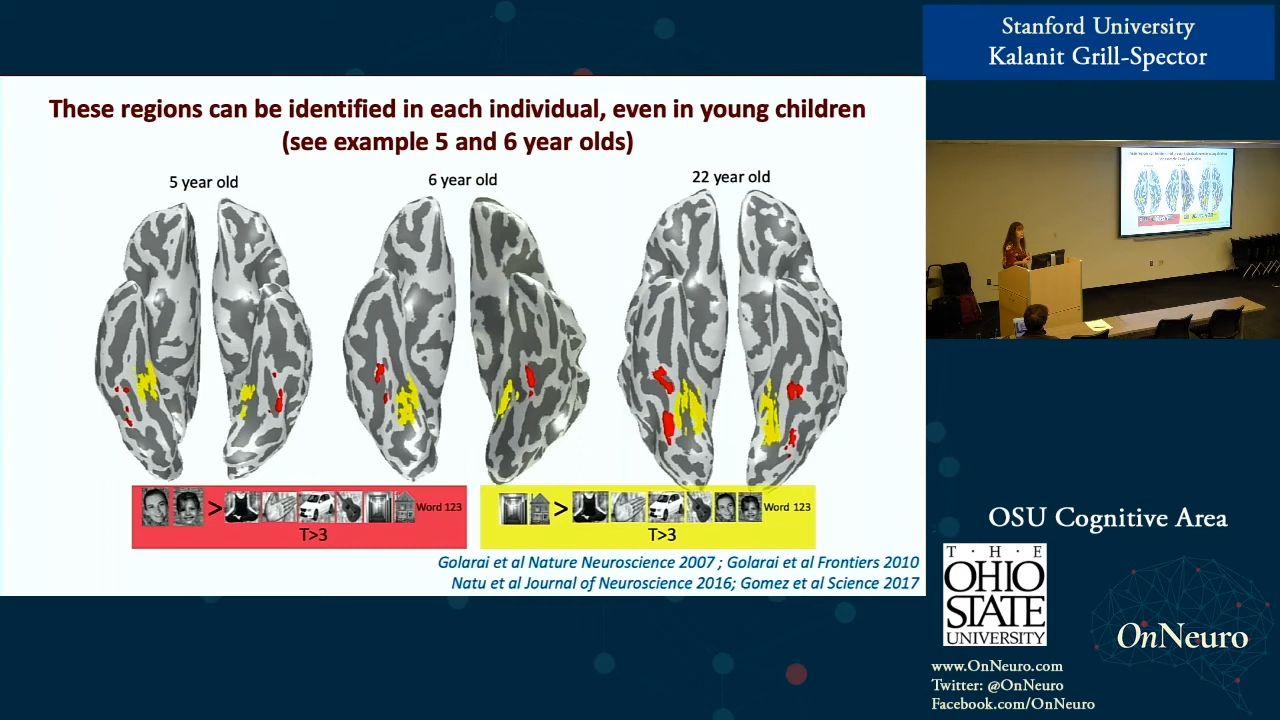 Stanford University
Kalanit Grill-Spector
These regions can be identified in each individual, even in young children
(see example 5 and 6 year olds)
5 year old
6 year old
22 year old
> Word 123
T>3
> Word 123
T>3
Golarai et al Nature Neuroscience 2007 ; Golarai et al Frontiers 2010
Natu et al Journal of Neuroscience 2016; Gomez et al Science 2017
OSU Cognitive Area
T · H · E
OHIO
STATE
UNIVERSITY
OnNeuro
www.OnNeuro.com
Twitter: @OnNeuro
Facebook.com/OnNeuro